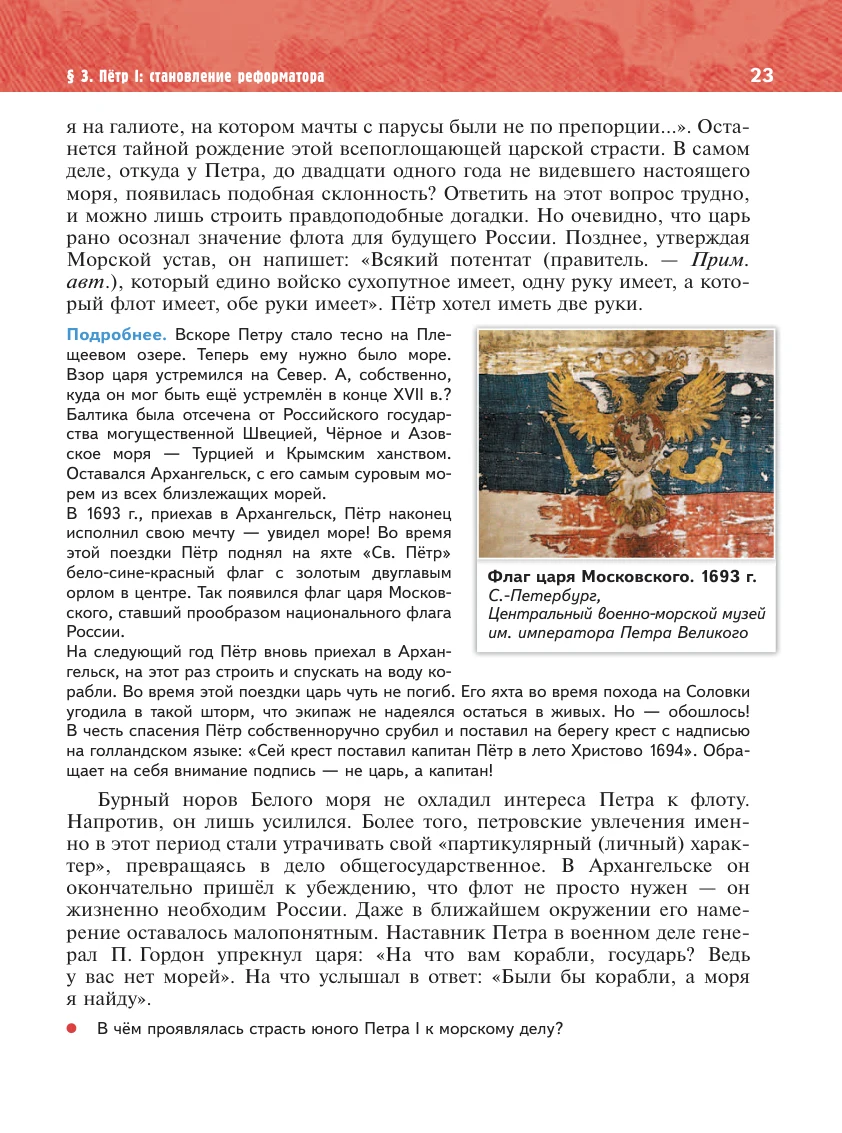 § 3. Пётр I: становление реформатора
23
я на галиоте, на котором мачты с парусы были не по препорции...». Оста-
нется тайной рождение этой всепоглощающей царской страсти. В самом
деле, откуда у Петра, до двадцати одного года не видевшего настоящего
моря, появилась подобная склонность? Ответить на этот вопрос трудно,
и можно лишь строить правдоподобные догадки. Но очевидно, что царь
рано осознал значение флота для будущего России. Позднее, утверждая
Морской устав, он напишет: «Всякий потентат (правитель. — Прим.
авт.), который едино войско сухопутное имеет, одну руку имеет, а кото-
рый флот имеет, обе руки имеет». Пётр хотел иметь две руки.
Подробнее. Вскоре Петру стало тесно на Пле-
щеевом озере. Теперь ему нужно было море.
Взор царя устремился на Север. А, собственно,
куда он мог быть ещё устремлён в конце XVII в.?
Балтика была отсечена от Российского государ-
ства могущественной Швецией, Чёрное и Азов-
ское моря — Турцией и Крымским ханством.
Оставался Архангельск, с его самым суровым мо-
рем из всех близлежащих морей.
В 1693 г., приехав в Архангельск, Пётр наконец
исполнил свою мечту — увидел море! Во время
этой поездки Пётр поднял на яхте «Св. Пётр»
бело-сине-красный флаг с золотым двуглавым
орлом в центре. Так появился флаг царя Москов-
ского, ставший прообразом национального флага
России.
На следующий год Пётр вновь приехал в Архан-
гельск, на этот раз строить и спускать на воду ко-
рабли. Во время этой поездки царь чуть не погиб. Его яхта во время похода на Соловки
угодила в такой шторм, что экипаж не надеялся остаться в живых. Но — обошлось!
В честь спасения Пётр собственноручно срубил и поставил на берегу крест с надписью
на голландском языке: «Сей крест поставил капитан Пётр в лето Христово 1694». Обра-
щает на себя внимание подпись — не царь, а капитан!
Флаг царя Московского. 1693 г.
С.-Петербург,
Центральный военно-морской музей
им. императора Петра Великого
Бурный норов Белого моря не охладил интереса Петра к флоту.
Напротив, он лишь усилился. Более того, петровские увлечения имен-
но в этот период стали утрачивать свой «партикулярный (личный) харак-
тер», превращаясь в дело общегосударственное. В Архангельске он
окончательно пришёл к убеждению, что флот не просто нужен — он
жизненно необходим России. Даже в ближайшем окружении его наме-
рение оставалось малопонятным. Наставник Петра в военном деле гене-
рал П. Гордон упрекнул царя: «На что вам корабли, государь? Ведь
у вас нет морей». На что услышал в ответ: «Были бы корабли, а моря
я найду».
● В чём проявлялась страсть юного Петра I к морскому делу?